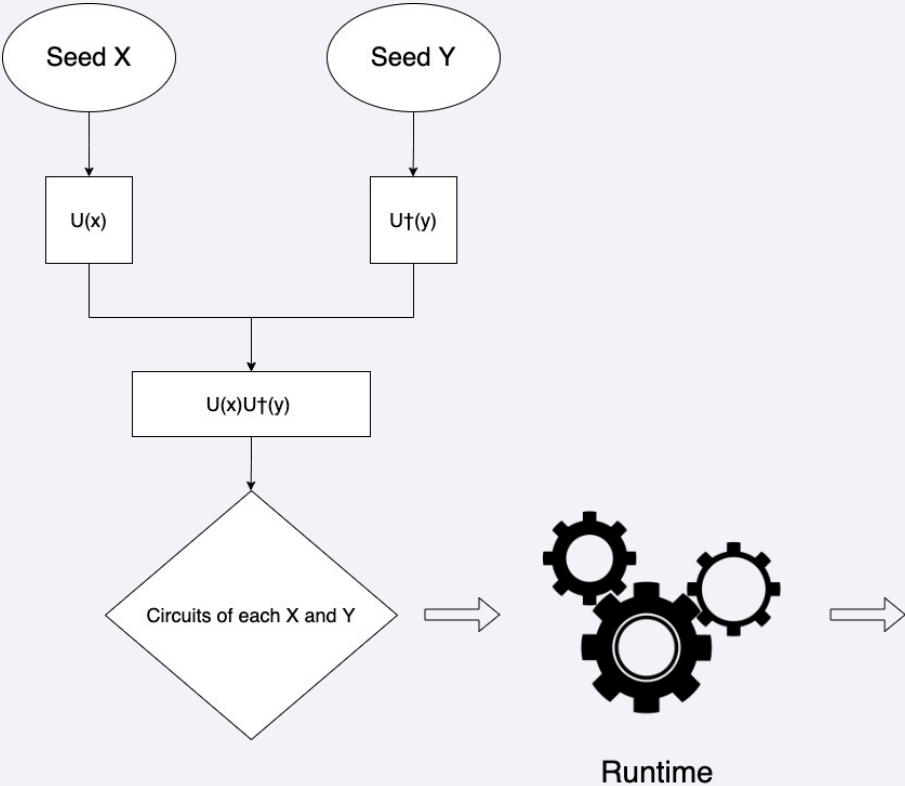 Seed X
Seed Y
U(x)
U†(y)
U(x)U†(y)
Circuits of each X and Y
Runtime